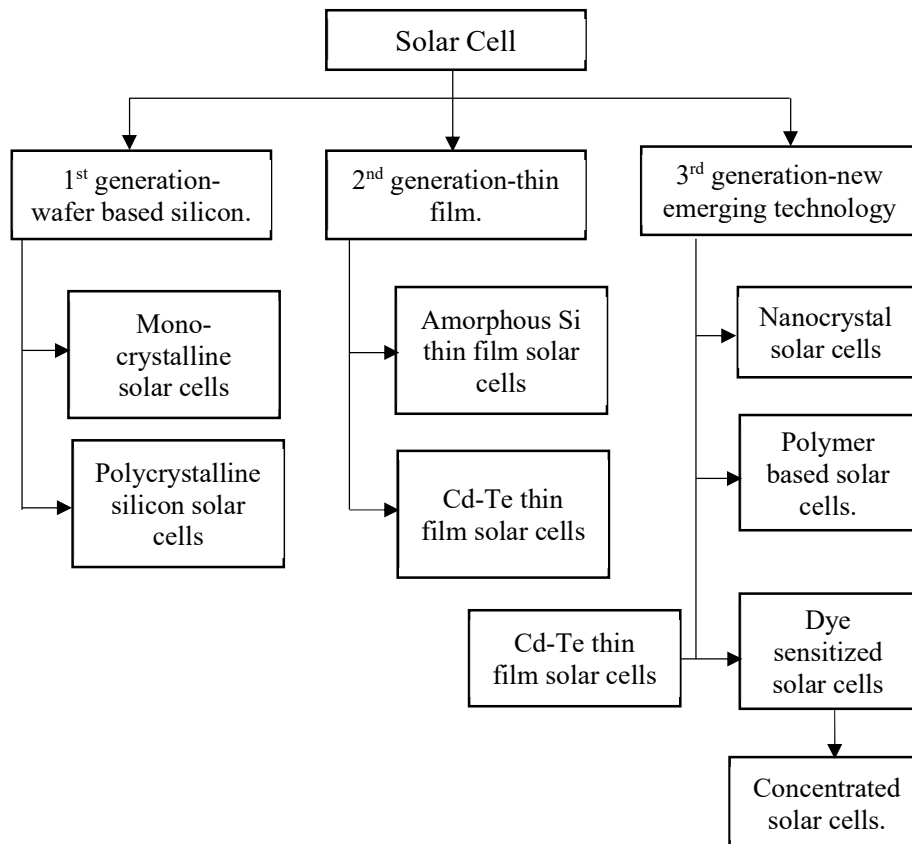 Solar Cell
1st generation-
wafer based silicon.
2nd generation-thin
film.
3rd generation-new
emerging technology
Mono-
crystalline
solar cells
Polycrystalline
silicon solar
cells
Amorphous Si
thin film solar
cells
Cd-Te thin
film solar cells
Nanocrystal
solar cells
Polymer
based solar
cells.
Cd-Te thin
film solar cells
Dye
sensitized
solar cells
Concentrated
solar cells.